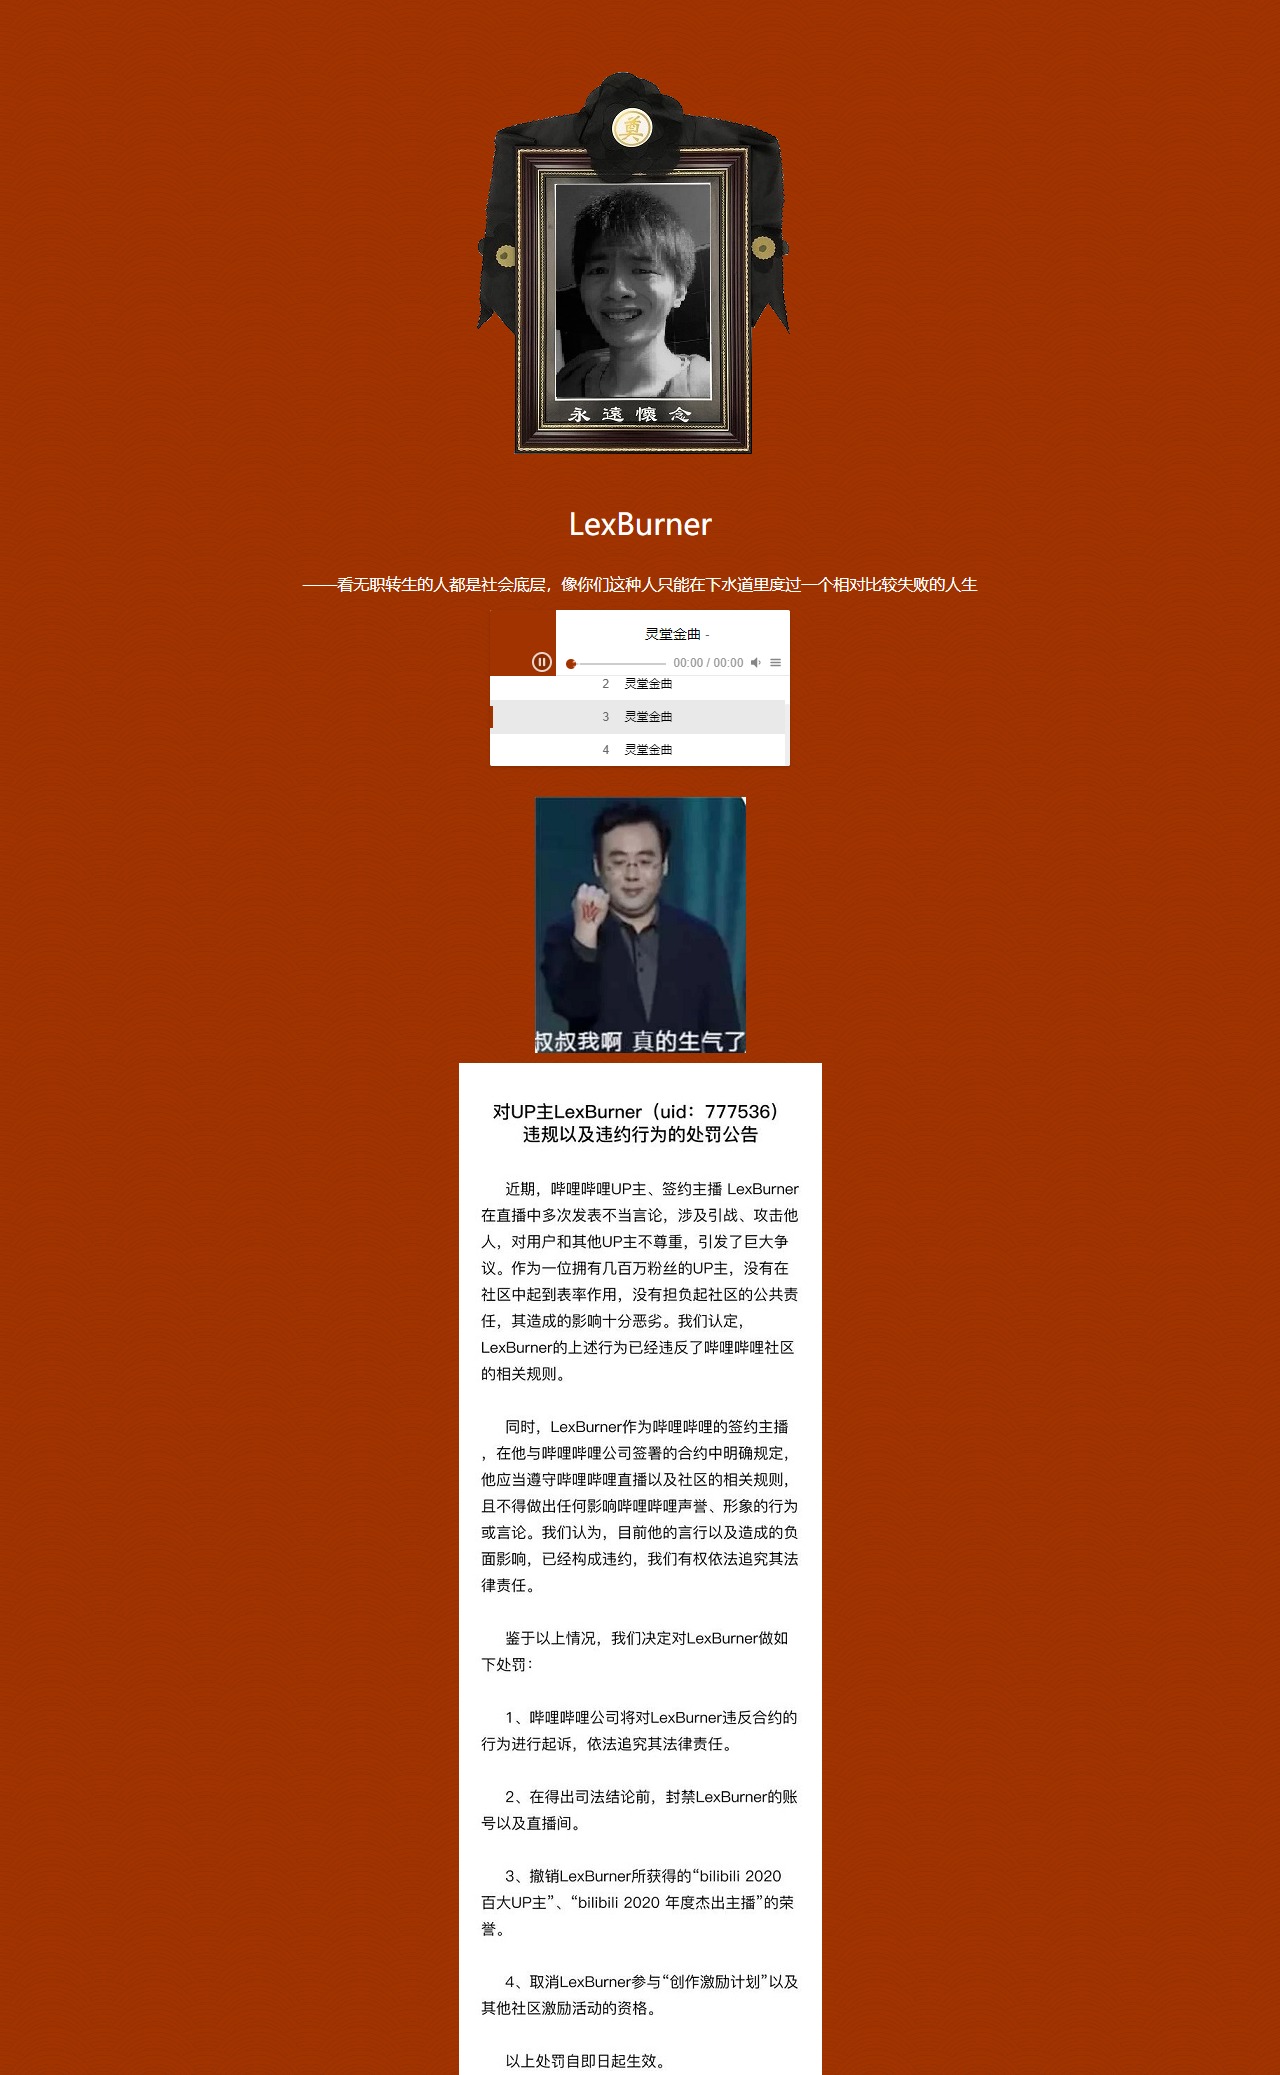 奠
永遠懷念
LexBurner
——看无职转生的人都是社会底层，像你们这种人只能在下水道里度过一个相对比较失败的人生
灵堂金曲 -
00:00 / 00:00
2 灵堂金曲
3 灵堂金曲
4 灵堂金曲
叔叔我啊 真的生气了
对UP主LexBurner（uid：777536）
违规以及违约行为的处罚公告
近期，哔哩哔哩UP主、签约主播 LexBurner
在直播中多次发表不当言论，涉及引战、攻击他
人，对用户和其他UP主不尊重，引发了巨大争
议。作为一位拥有几百万粉丝的UP主，没有在
社区中起到表率作用，没有担负起社区的公共责
任，其造成的影响十分恶劣。我们认定，
LexBurner的上述行为已经违反了哔哩哔哩社区
的相关规则。
同时，LexBurner作为哔哩哔哩的签约主播
，在他与哔哩哔哩公司签署的合约中明确规定，
他应当遵守哔哩哔哩直播以及社区的相关规则，
且不得做出任何影响哔哩哔哩声誉、形象的行为
或言论。我们认为，目前他的言行以及造成的负
面影响，已经构成违约，我们有权依法追究其法
律责任。
鉴于以上情况，我们决定对LexBurner做如
下处罚：
1、哔哩哔哩公司将对LexBurner违反合约的
行为进行起诉，依法追究其法律责任。
2、在得出司法结论前，封禁LexBurner的账
号以及直播间。
3、撤销LexBurner所获得的“bilibili 2020
百大UP主”、“bilibili 2020 年度杰出主播”的荣
誉。
4、取消LexBurner参与“创作激励计划”以及
其他社区激励活动的资格。
以上处罚自即日起生效。